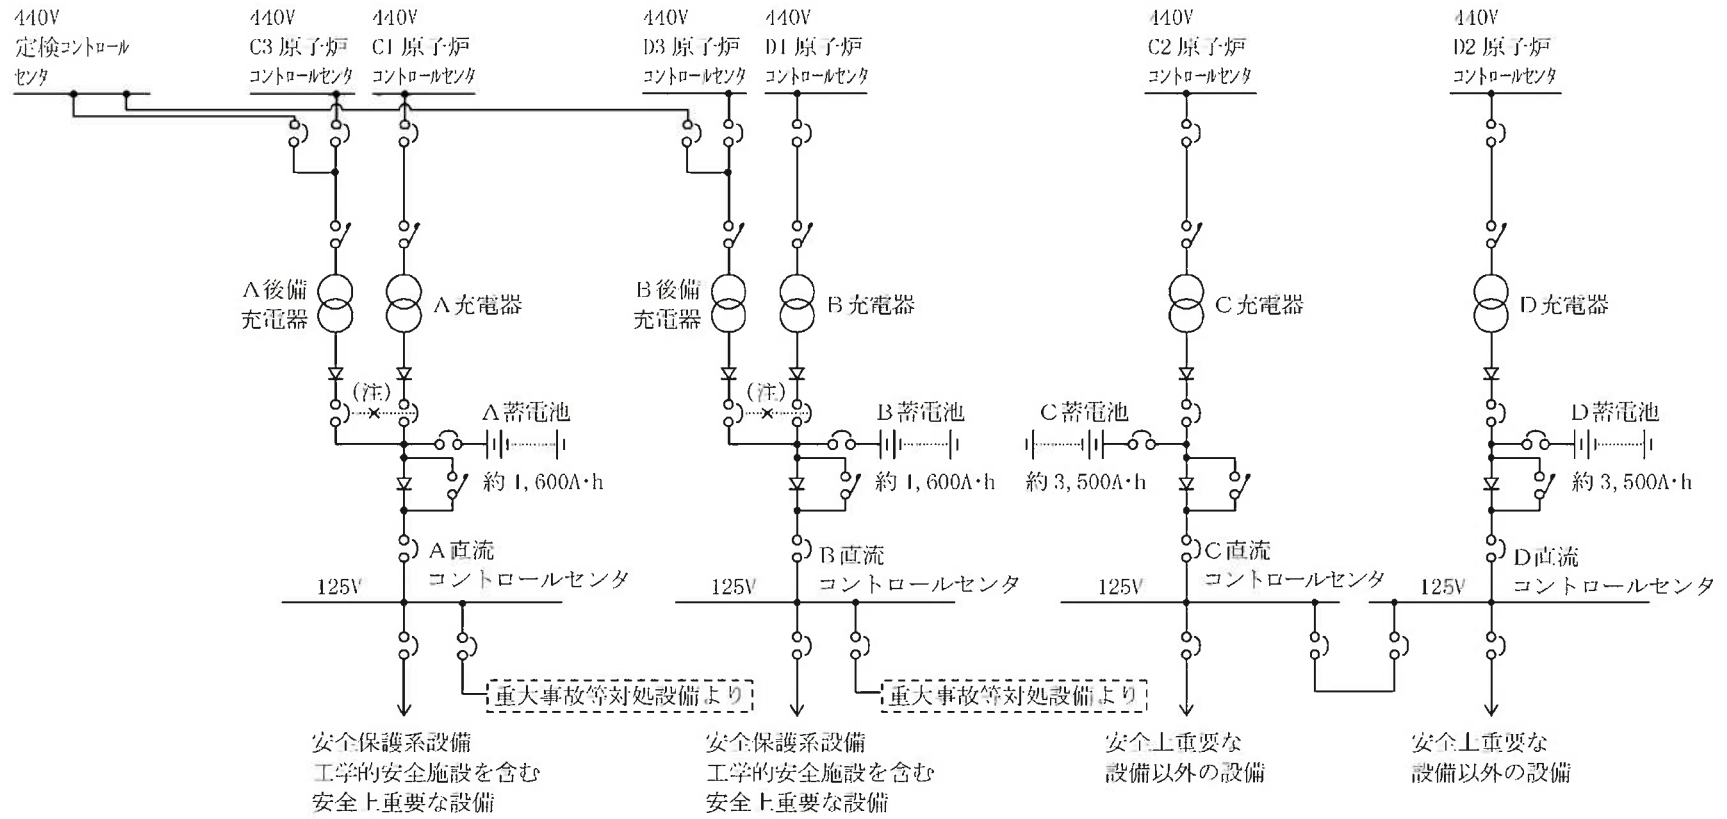 440V
定検コントロール
センタ
440V
C3 原子炉
コントロールセンタ
440V
C1 原子炉
コントロールセンタ
440V
D3 原子炉
コントロールセンタ
440V
D1 原子炉
コントロールセンタ
440V
C2 原子炉
コントロールセンタ
440V
D2 原子炉
コントロールセンタ
A後備
充電器
A充電器
B後備
充電器
B充電器
C充電器
D充電器
(注)
A蓄電池
約1,600A・h
(注)
B蓄電池
約1,600A・h
C蓄電池
約3,500A・h
D蓄電池
約3,500A・h
A直流
コントロールセンタ
125V
B直流
コントロールセンタ
125V
C直流
コントロールセンタ
125V
D直流
コントロールセンタ
125V
重大事故等対処設備より
重大事故等対処設備より
安全保護系設備
工学的安全施設を含む
安全上重要な設備
安全保護系設備
工学的安全施設を含む
安全上重要な設備
安全上重要な
設備以外の設備
安全上重要な
設備以外の設備